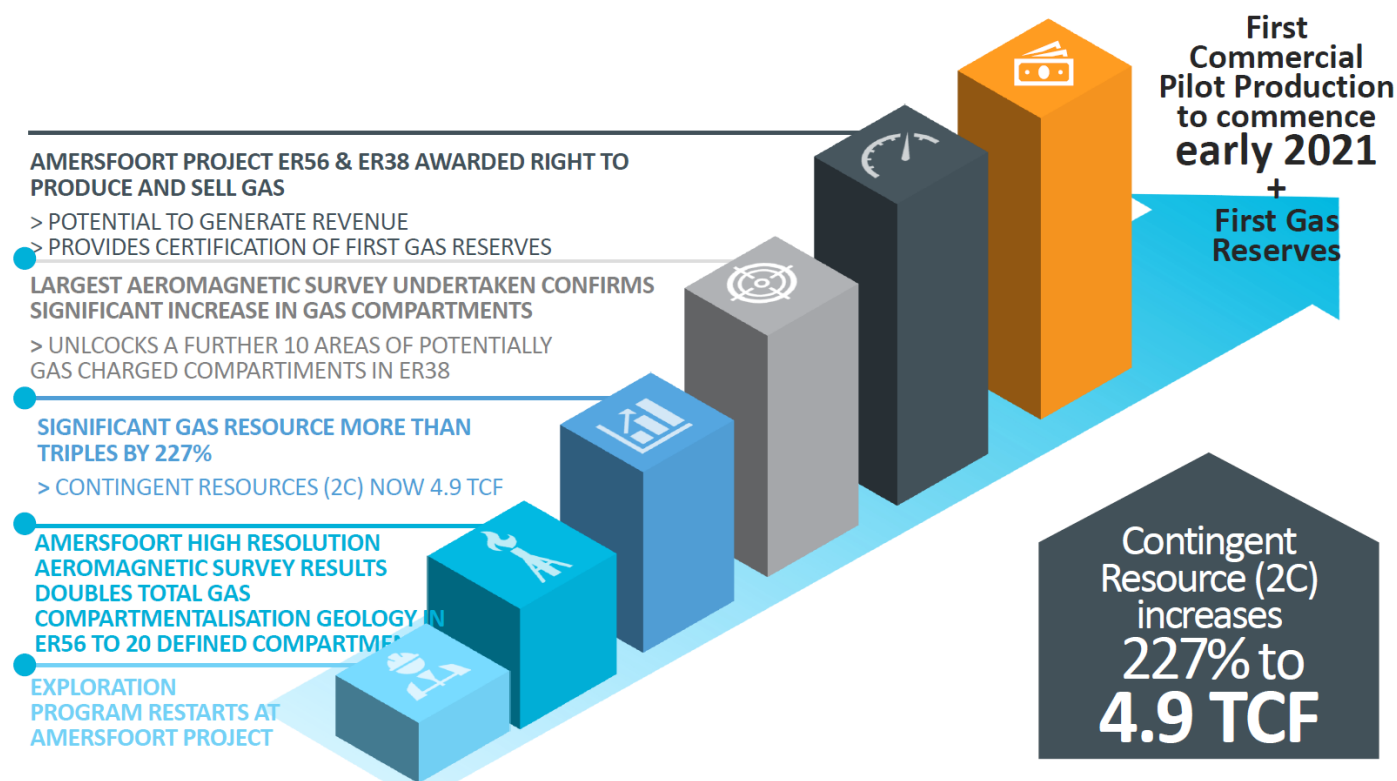 First
Commercial
Pilot Production
to commence
early 2021
+
First Gas
Reserves
AMERSFOORT PROJECT ER56 & ER38 AWARDED RIGHT TO
PRODUCE AND SELL GAS
> POTENTIAL TO GENERATE REVENUE
> PROVIDES CERTIFICATION OF FIRST GAS RESERVES
LARGEST AEROMAGNETIC SURVEY UNDERTAKEN CONFIRMS
SIGNIFICANT INCREASE IN GAS COMPARTMENTS
> UNLCOCKS A FURTHER 10 AREAS OF POTENTIALLY
GAS CHARGED COMPARTIMENTS IN ER38
SIGNIFICANT GAS RESOURCE MORE THAN
TRIPLES BY 227%
> CONTINGENT RESOURCES (2C) NOW 4.9 TCF
AMERSFOORT HIGH RESOLUTION
AEROMAGNETIC SURVEY RESULTS
DOUBLES TOTAL GAS
COMPARTMENTALISATION GEOLOGY IN
ER56 TO 20 DEFINED
EXPLORATION
PROGRAM RESTARTS AT
AMERSFOORT PROJECT
Contingent
Resource (2C)
increases
227% to
4.9 TCF